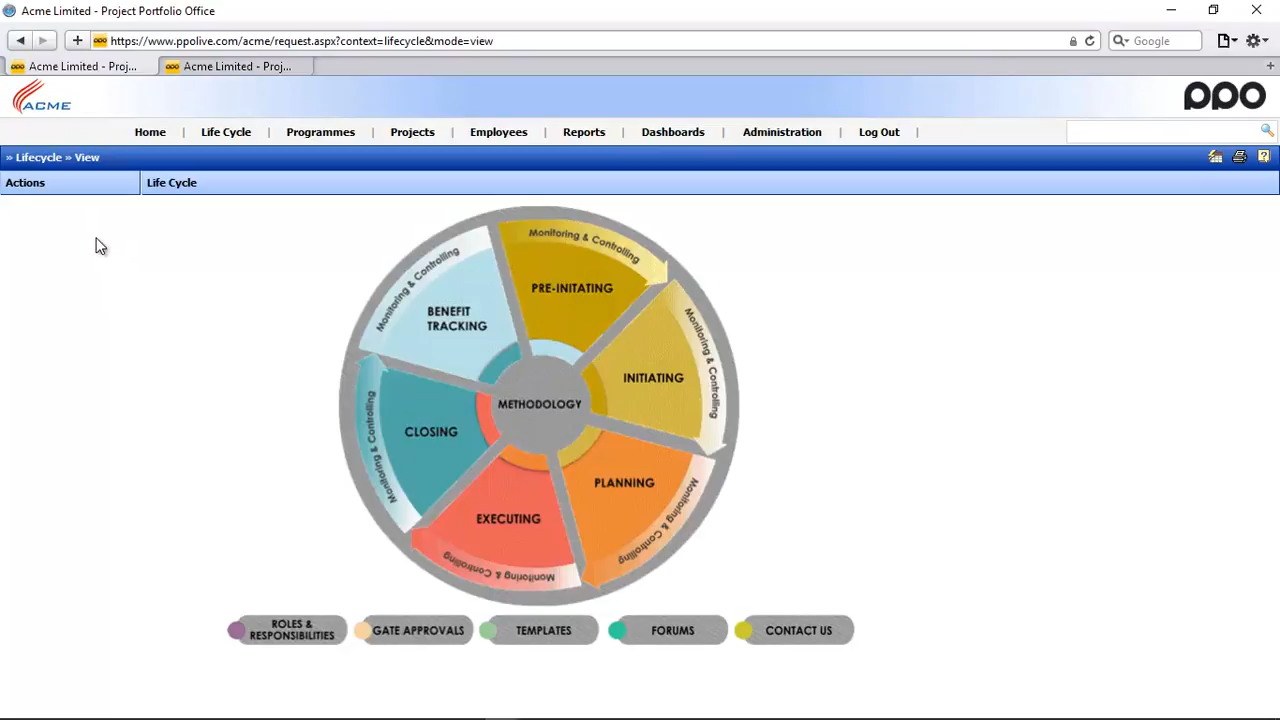 Acme Limited - Project Portfolio Office
https://www.ppolive.com/acme/request.aspx?context=lifecycle&mode=view
Google
Acme Limited - Proj...
Acme Limited - Proj...
ACME
ppo
Home | Life Cycle | Programmes | Projects | Employees | Reports | Dashboards | Administration | Log Out |
» Lifecycle » View
Actions
Life Cycle
Monitoring & Controlling
PRE-INITATING
Monitoring & Controlling
INITIATING
Monitoring & Controlling
PLANNING
Monitoring & Controlling
EXECUTING
Monitoring & Controlling
CLOSING
Monitoring & Controlling
BENEFIT
TRACKING
METHODOLOGY
ROLES &
RESPONSIBILITIES
GATE APPROVALS
TEMPLATES
FORUMS
CONTACT US